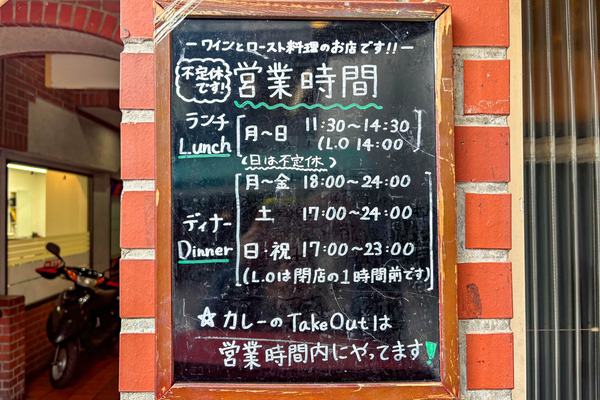 －ワインとロースト料理のお店です!!－
不定休です!! 営業時間
ランチ Lunch 月～日 11:30～14:30
(L.O 14:00
(日は不定休)
ディナー Dinner 月～金 18:00～24:00
土 17:00～24:00
日・祝 17:00～23:00
(L.Oは閉店の1時間前です)
☆カレーのTakeOutは
営業時間内にやってます!